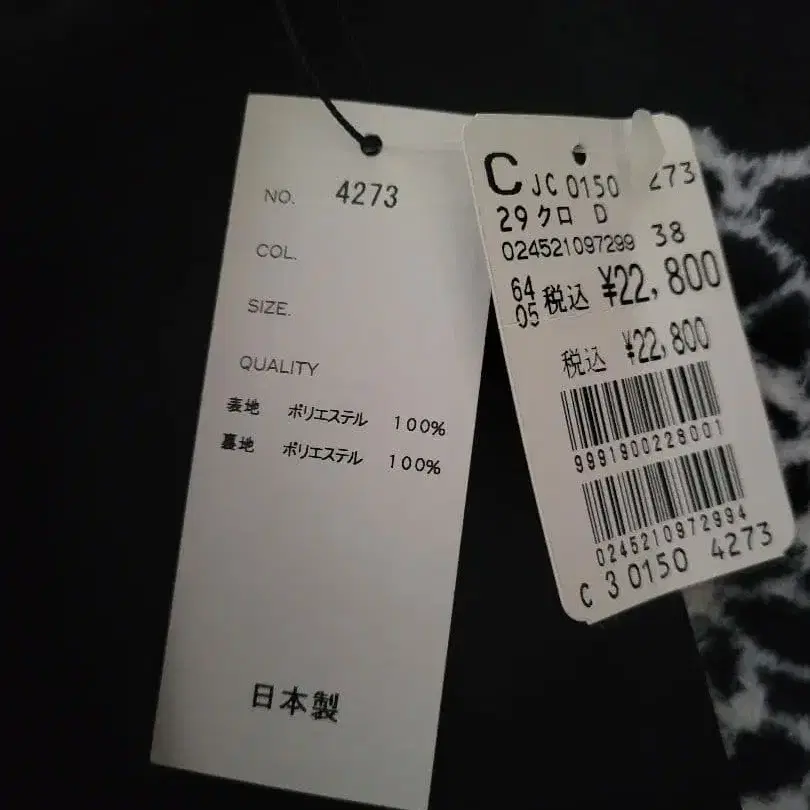 NO. 4273
COL.
SIZE.
QUALITY
表地 ポリエステル 100%
裏地 ポリエステル 100%
日本製
C JC 0150 273
29 クロ D
024521097299 38
64
05 税込 ¥22,800
税込 ¥22,800
9991900228001
0245210972994
C 3 0150 4273